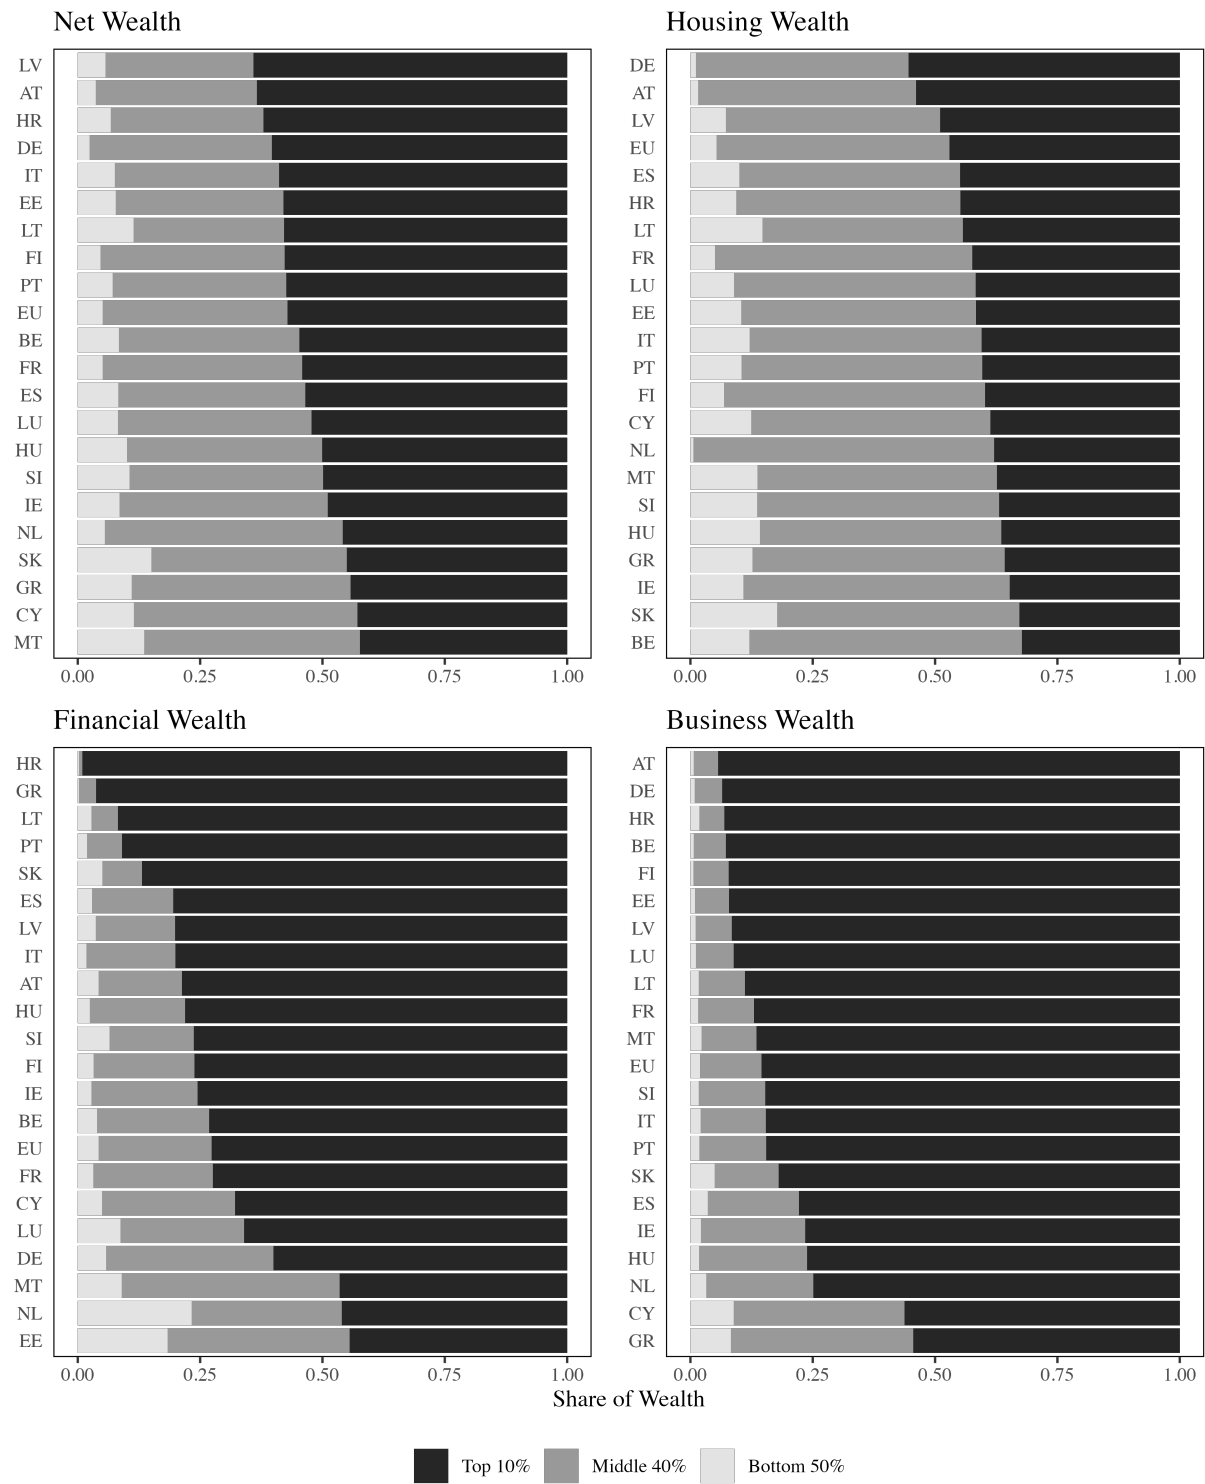 Net Wealth
LV
AT
HR
DE
IT
EE
LT
FI
PT
EU
BE
FR
ES
LU
HU
SI
IE
NL
SK
GR
CY
MT
0.00 0.25 0.50 0.75 1.00
Housing Wealth
DE
AT
LV
EU
ES
HR
LT
FR
LU
EE
IT
PT
FI
CY
NL
MT
SI
HU
GR
IE
SK
BE
0.00 0.25 0.50 0.75 1.00
Financial Wealth
HR
GR
LT
PT
SK
ES
LV
IT
AT
HU
SI
FI
IE
BE
EU
FR
CY
LU
DE
MT
NL
EE
0.00 0.25 0.50 0.75 1.00
Business Wealth
AT
DE
HR
BE
FI
EE
LV
LU
LT
FR
MT
EU
SI
IT
PT
SK
ES
IE
HU
NL
CY
GR
0.00 0.25 0.50 0.75 1.00
Share of Wealth
Top 10% Middle 40% Bottom 50%